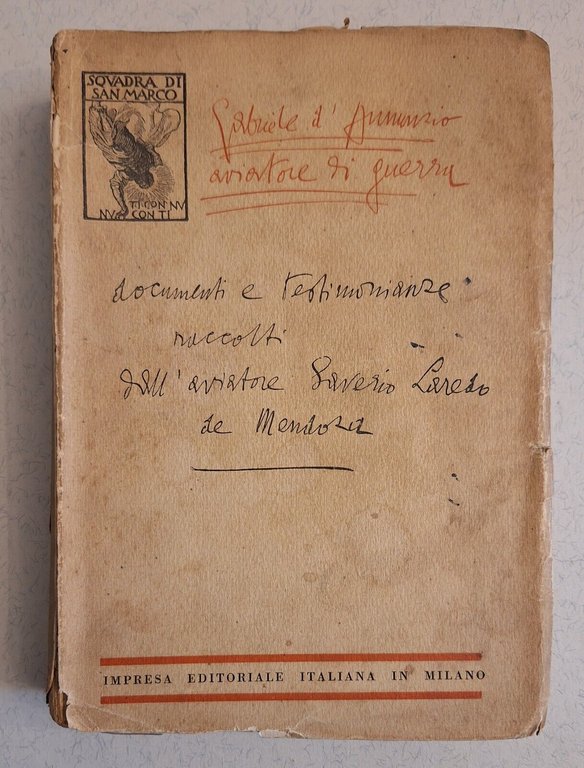 SQVADRA DI
SAN MARCO
TI CON NV
NV CON TI
Gabriele d'Annunzio
aviatore di guerra
documenti e testimonianze
raccolti
dall'aviatore Saverio Laredo
de Mendoza
IMPRESA EDITORIALE ITALIANA IN MILANO